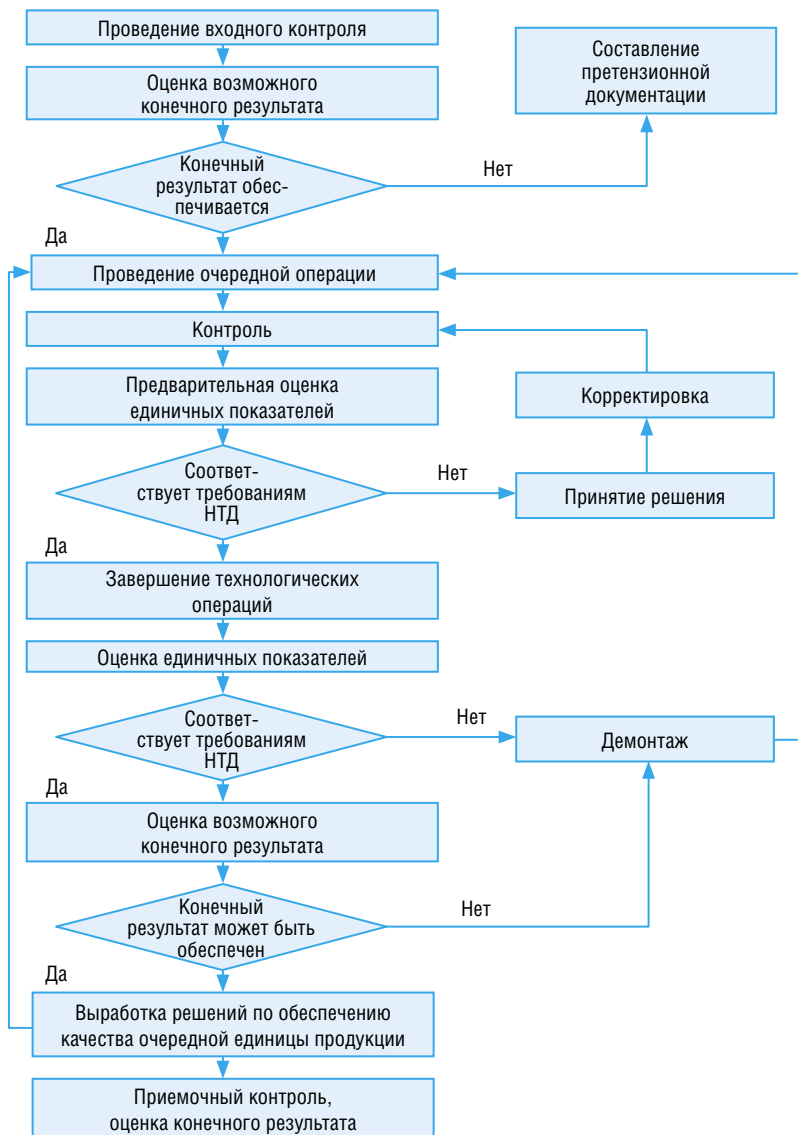 Проведение входного контроля
Составление
претензионной
документации
Оценка возможного
конечного результата
Конечный
результат обес-
печивается
Нет
Да
Проведение очередной операции
Контроль
Предварительная оценка
единичных показателей
Корректировка
Соответ-
ствует требованиям
НТД
Нет
Принятие решения
Да
Завершение технологических
операций
Оценка единичных показателей
Соответ-
ствует требованиям
НТД
Нет
Демонтаж
Да
Оценка возможного
конечного результата
Конечный
результат может быть
обеспечен
Нет
Да
Выработка решений по обеспечению
качества очередной единицы продукции
Приемочный контроль,
оценка конечного результата